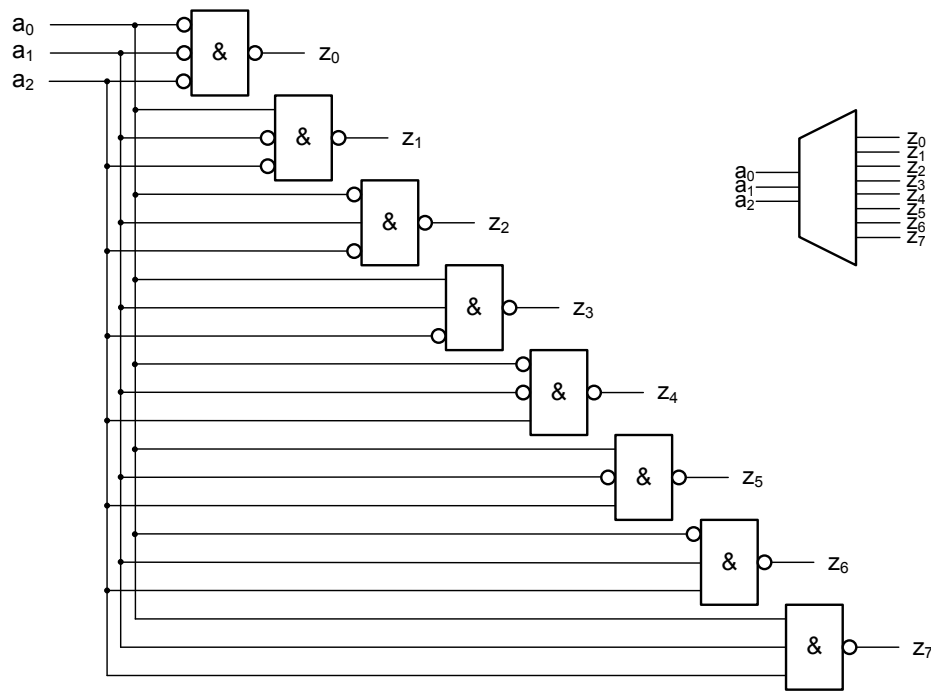 a₀
a₁
a₂
& z₀
& z₁
& z₂
& z₃
& z₄
& z₅
& z₆
& z₇
a₀
a₁
a₂
z₀
z₁
z₂
z₃
z₄
z₅
z₆
z₇